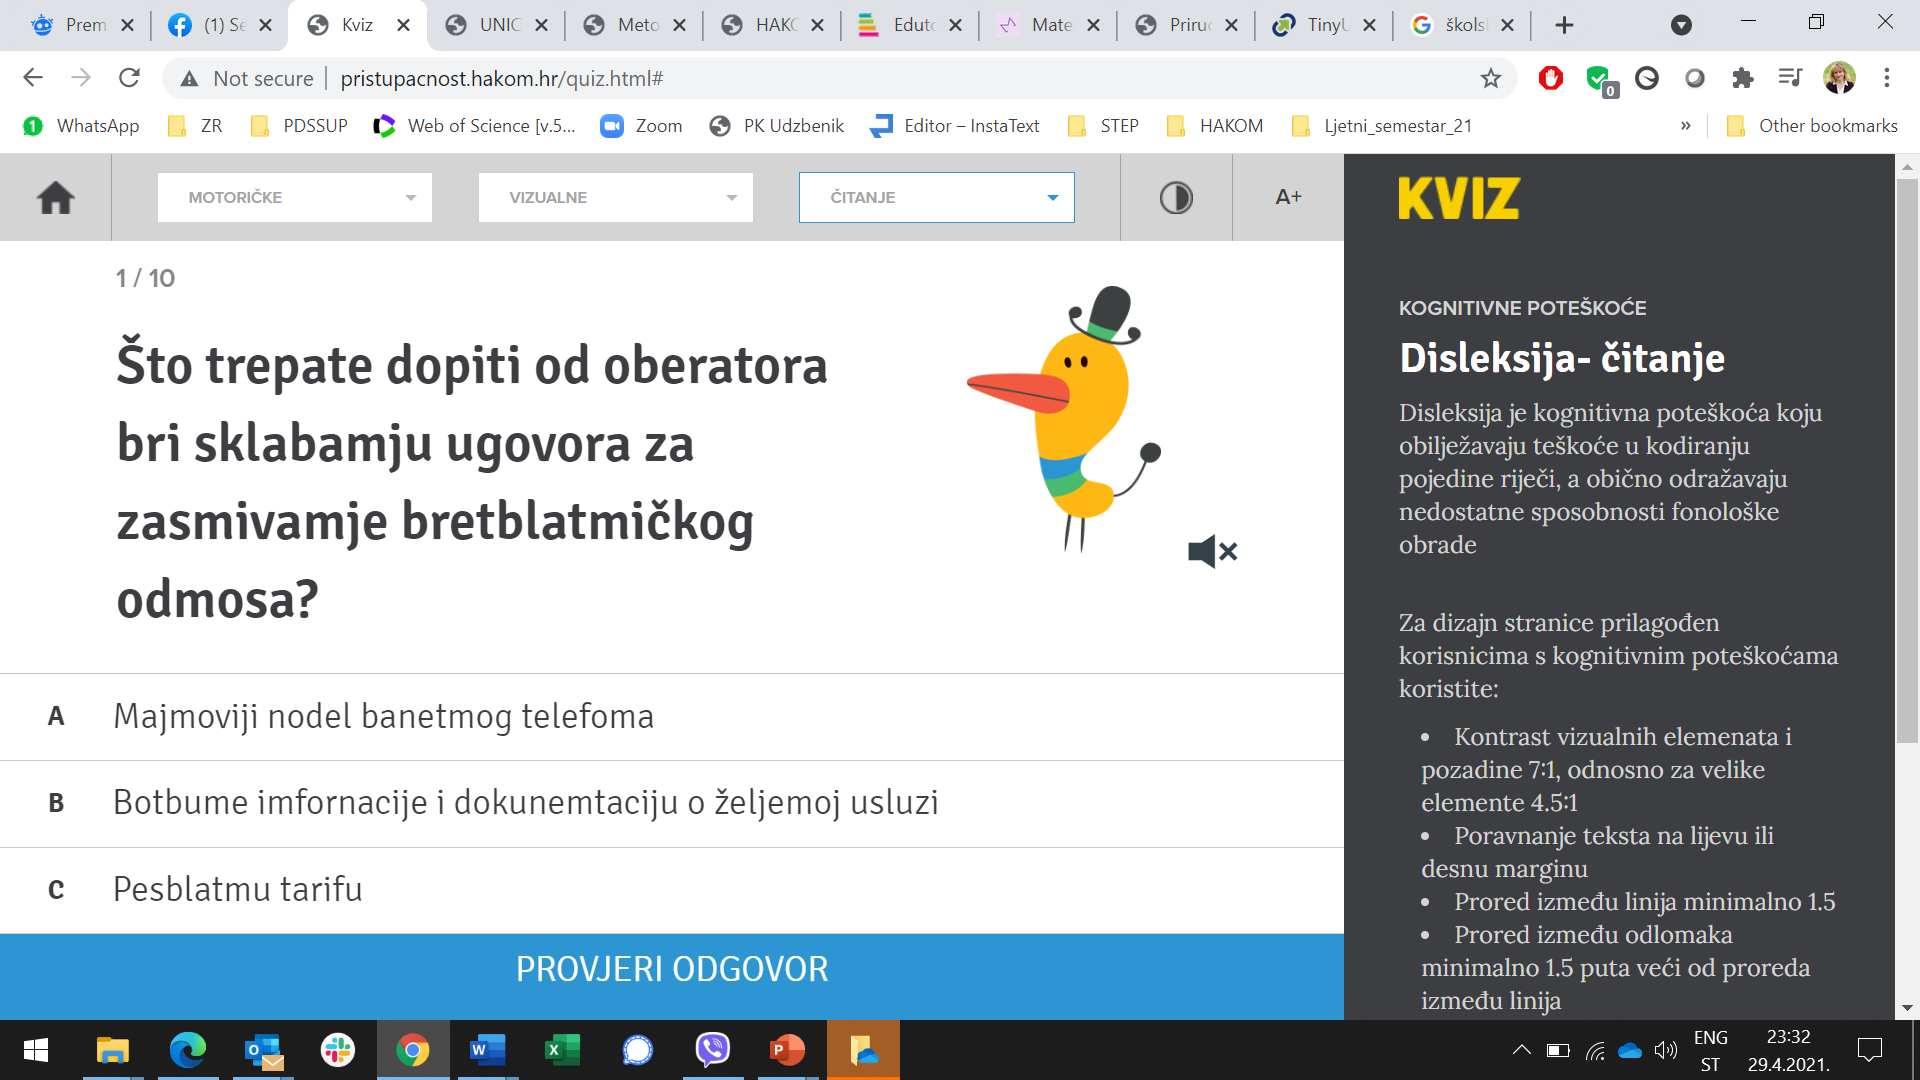 Prem
(1) Se
Kviz
UNIC
Meto
HAKO
Eduto
Mate
Priruč
TinyU
školsk
Not secure
pristupacnost.hakom.hr/quiz.html#
0
1
WhatsApp
ZR
PDSSUP
Web of Science [v.5...
Zoom
PK Udzbenik
Editor – InstaText
STEP
HAKOM
Ljetni_semestar_21
»
Other bookmarks
MOTORIČKE
VIZUALNE
ČITANJE
A+
1 / 10
Što trepate dopiti od oberatora
bri sklabamju ugovora za
zasmivamje bretblatmičkog
odmosa?
A Majmoviji nodel banetmog telefoma
B Botbume imfornacije i dokunemtaciju o željemoj usluzi
C Pesblatmu tarifu
PROVJERI ODGOVOR
KVIZ
KOGNITIVNE POTEŠKOĆE
Disleksija- čitanje
Disleksija je kognitivna poteškoća koju
obilježavaju teškoće u kodiranju
pojedine riječi, a obično odražavaju
nedostatne sposobnosti fonološke
obrade
Za dizajn stranice prilagođen
korisnicima s kognitivnim poteškoćama
koristite:
• Kontrast vizualnih elemenata i
pozadine 7:1, odnosno za velike
elemente 4.5:1
• Poravnanje teksta na lijevu ili
desnu marginu
• Prored između linija minimalno 1.5
• Prored između odlomaka
minimalno 1.5 puta veći od proreda
između linija
ENG
ST
23:32
29.4.2021.